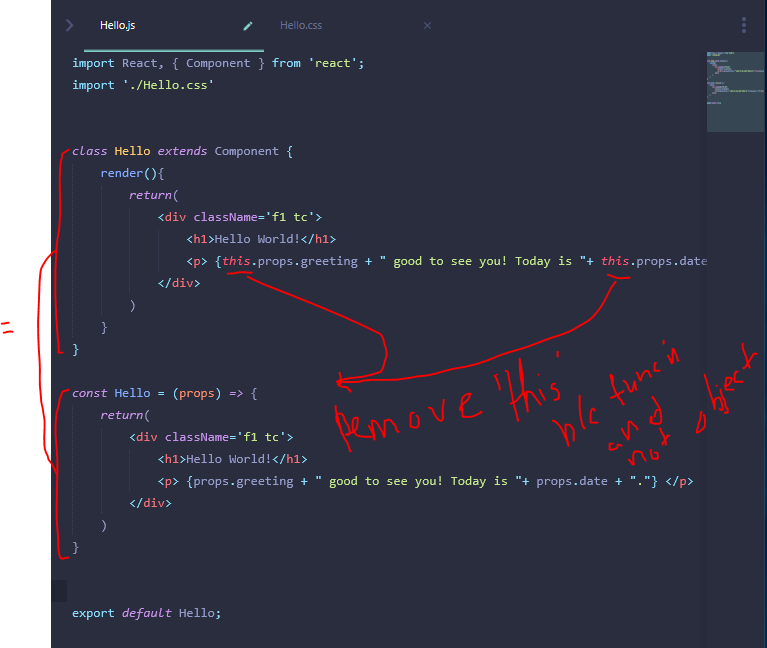 Hello.js
Hello.css
import React, { Component } from 'react';
import './Hello.css'
class Hello extends Component {
render(){
return(
<div className='f1 tc'>
<h1>Hello World!</h1>
<p> {this.props.greeting + " good to see you! Today is "+ this.props.date
</div>
)
}
}
=
Remove 'this'
b/c
and
not object
const Hello = (props) => {
return(
<div className='f1 tc'>
<h1>Hello World!</h1>
<p> {props.greeting + " good to see you! Today is "+ props.date + "."} </p>
</div>
)
}
export default Hello;